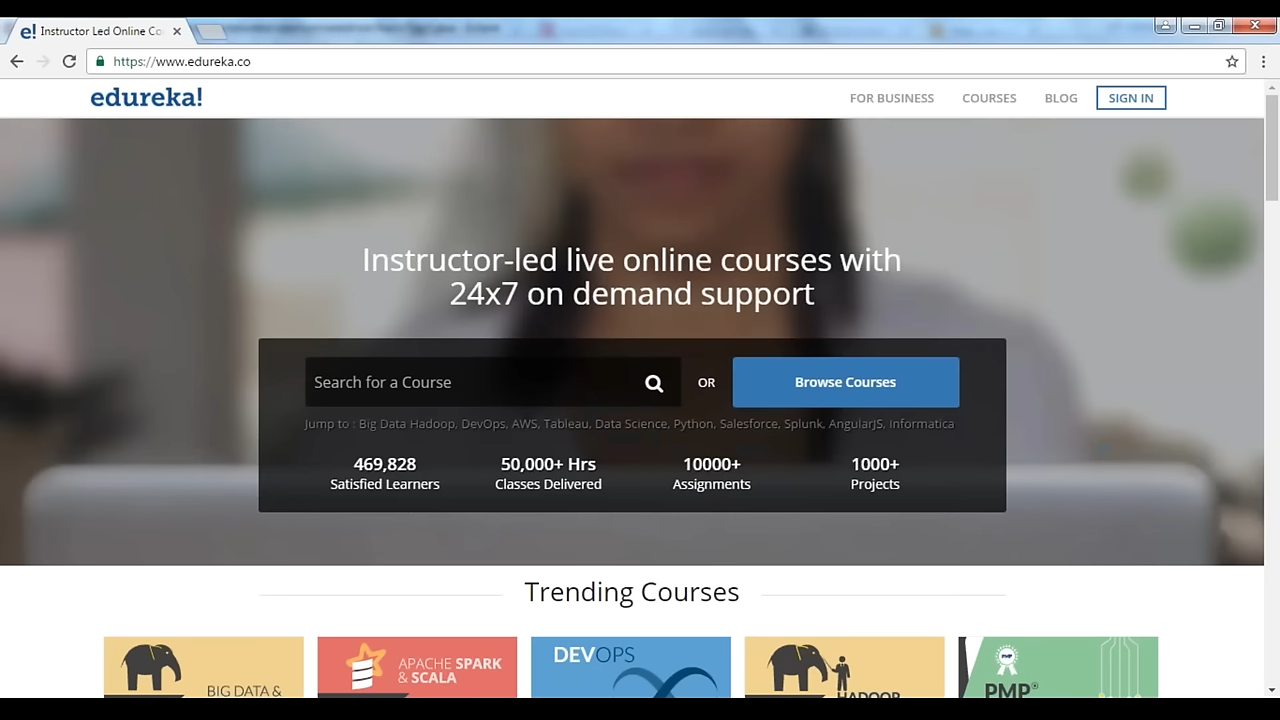 e! Instructor Led Online Co
https://www.edureka.co
edureka!
FOR BUSINESS COURSES BLOG SIGN IN
Instructor-led live online courses with
24x7 on demand support
Search for a Course OR Browse Courses
Jump to : Big Data Hadoop, DevOps, AWS, Tableau, Data Science, Python, Salesforce, Splunk, AngularJS, Informatica
469,828 50,000+ Hrs 10000+ 1000+
Satisfied Learners Classes Delivered Assignments Projects
Trending Courses
BIG DATA &
APACHE SPARK
& SCALA
DEVOPS
HADOOP
PMP
PMP®